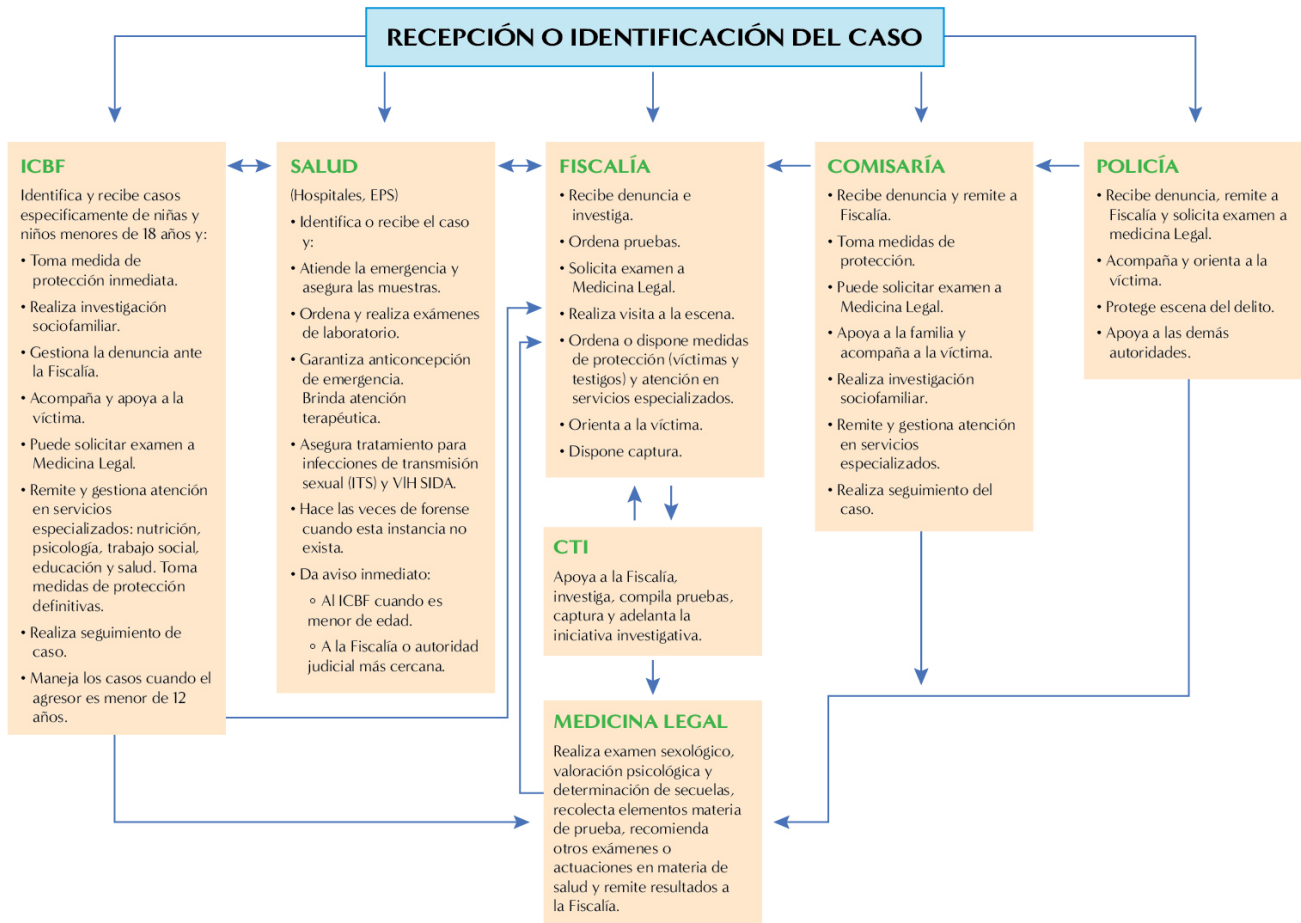 RECEPCIÓN O IDENTIFICACIÓN DEL CASO
ICBF
Identifica y recibe casos
especificamente de niñas y
niños menores de 18 años y:
• Toma medida de
protección inmediata.
• Realiza investigación
sociofamiliar.
• Gestiona la denuncia ante
la Fiscalía.
• Acompaña y apoya a la
víctima.
• Puede solicitar examen a
Medicina Legal.
• Remite y gestiona atención
en servicios
especializados: nutrición,
psicología, trabajo social,
educación y salud. Toma
medidas de protección
definitivas.
• Realiza seguimiento de
caso.
• Maneja los casos cuando el
agresor es menor de 12
años.
SALUD
(Hospitales, EPS)
• Identifica o recibe el caso
y:
• Atiende la emergencia y
asegura las muestras.
• Ordena y realiza exámenes
de laboratorio.
• Garantiza anticoncepción
de emergencia.
Brinda atención
terapéutica.
• Asegura tratamiento para
infecciones de transmisión
sexual (ITS) y VIH SIDA.
• Hace las veces de forense
cuando esta instancia no
exista.
• Da aviso inmediato:
° Al ICBF cuando es
menor de edad.
° A la Fiscalía o autoridad
judicial más cercana.
FISCALÍA
• Recibe denuncia e
investiga.
• Ordena pruebas.
• Solicita examen a
Medicina Legal.
• Realiza visita a la escena.
• Ordena o dispone medidas
de protección (víctimas y
testigos) y atención en
servicios especializados.
• Orienta a la víctima.
• Dispone captura.
CTI
Apoya a la Fiscalía,
investiga, compila pruebas,
captura y adelanta la
iniciativa investigativa.
MEDICINA LEGAL
Realiza examen sexológico,
valoración psicológica y
determinación de secuelas,
recolecta elementos materia
de prueba, recomienda
otros exámenes o
actuaciones en materia de
salud y remite resultados a
la Fiscalía.
COMISARÍA
• Recibe denuncia y remite a
Fiscalía.
• Toma medidas de
protección.
• Puede solicitar examen a
Medicina Legal.
• Apoya a la familia y
acompaña a la víctima.
• Realiza investigación
sociofamiliar.
• Remite y gestiona atención
en servicios
especializados.
• Realiza seguimiento del
caso.
POLICÍA
• Recibe denuncia, remite a
Fiscalía y solicita examen a
medicina Legal.
• Acompaña y orienta a la
víctima.
• Protege escena del delito.
• Apoya a las demás
autoridades.